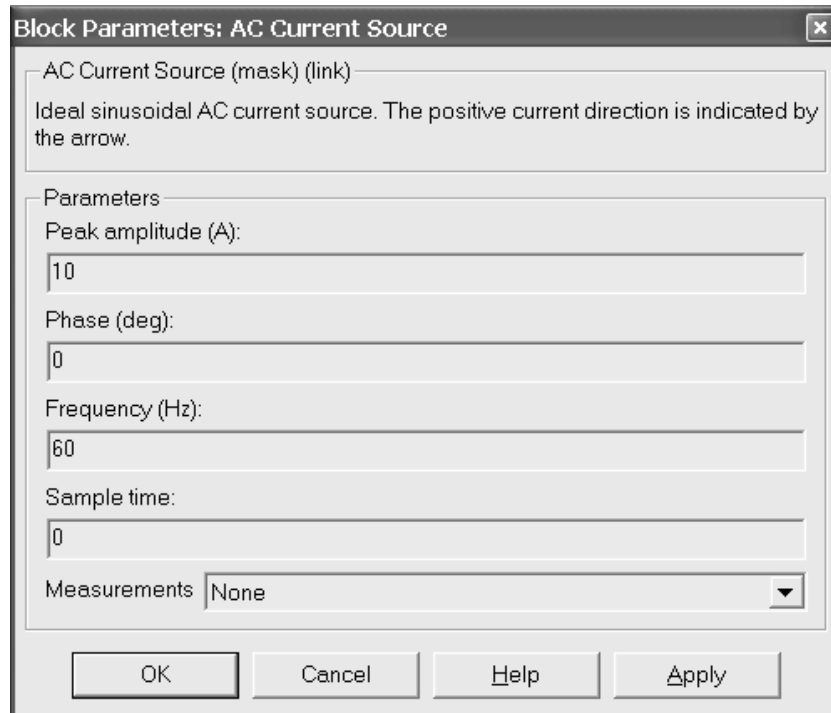 Block Parameters: AC Current Source
AC Current Source (mask) (link)
Ideal sinusoidal AC current source. The positive current direction is indicated by
the arrow.
Parameters
Peak amplitude (A):
10
Phase (deg):
0
Frequency (Hz):
60
Sample time:
0
Measurements None
OK Cancel Help Apply